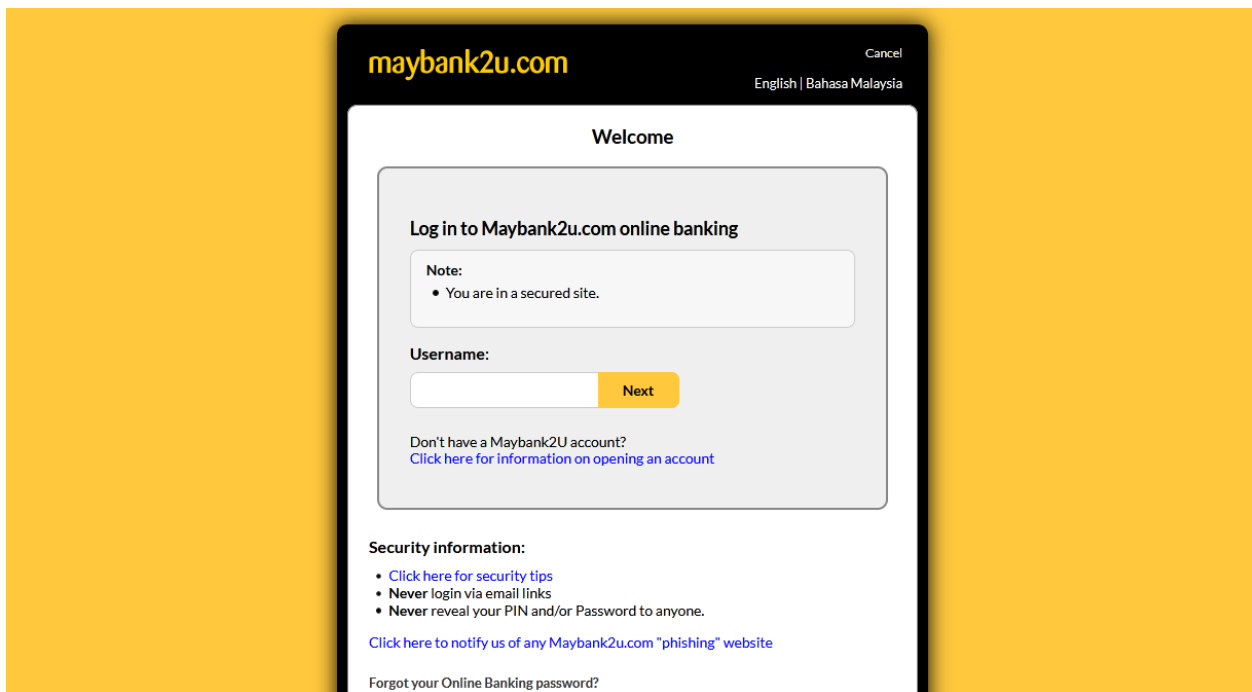 maybank2u.com
Cancel
English | Bahasa Malaysia
Welcome
Log in to Maybank2u.com online banking
Note:
• You are in a secured site.
Username:
Next
Don't have a Maybank2U account?
Click here for information on opening an account
Security information:
• Click here for security tips
• Never login via email links
• Never reveal your PIN and/or Password to anyone.
Click here to notify us of any Maybank2u.com "phishing" website
Forgot your Online Banking password?